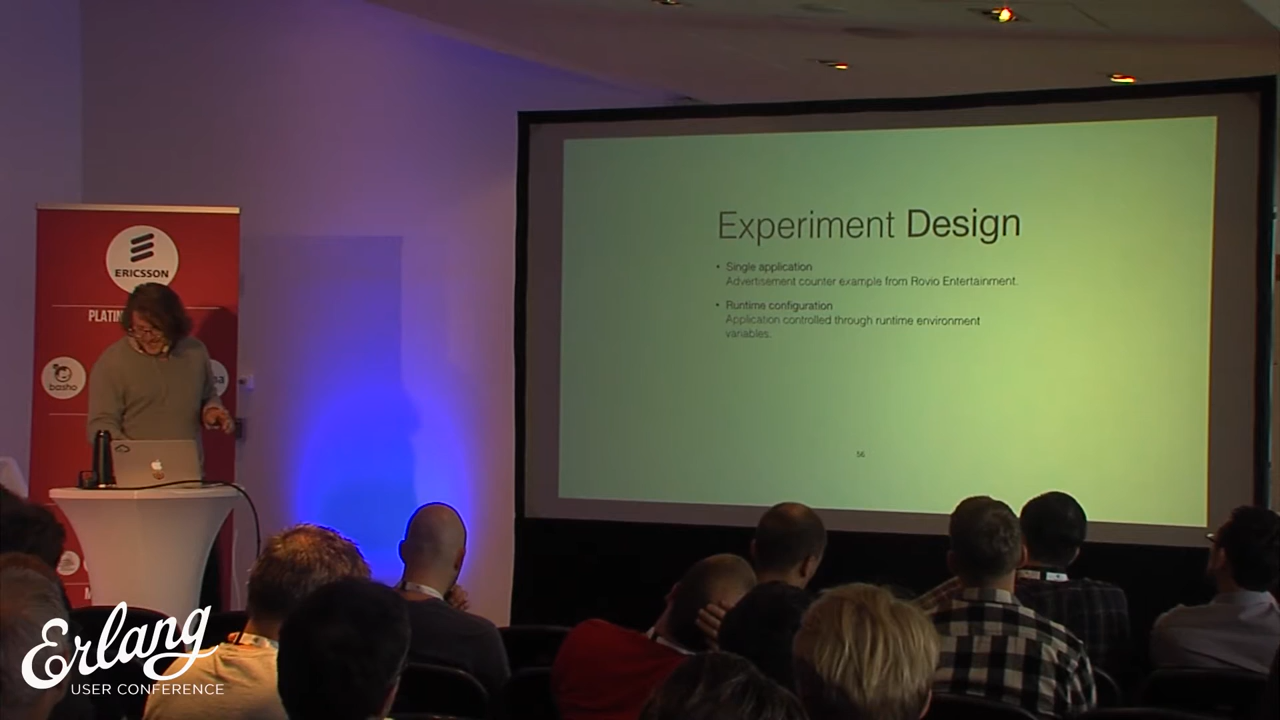 ERICSSON
PLATIN
basho
Experiment Design
• Single application
Advertisement counter example from Rovio Entertainment.
• Runtime configuration
Application controlled through runtime environment
variables.
56
Erlang
USER CONFERENCE